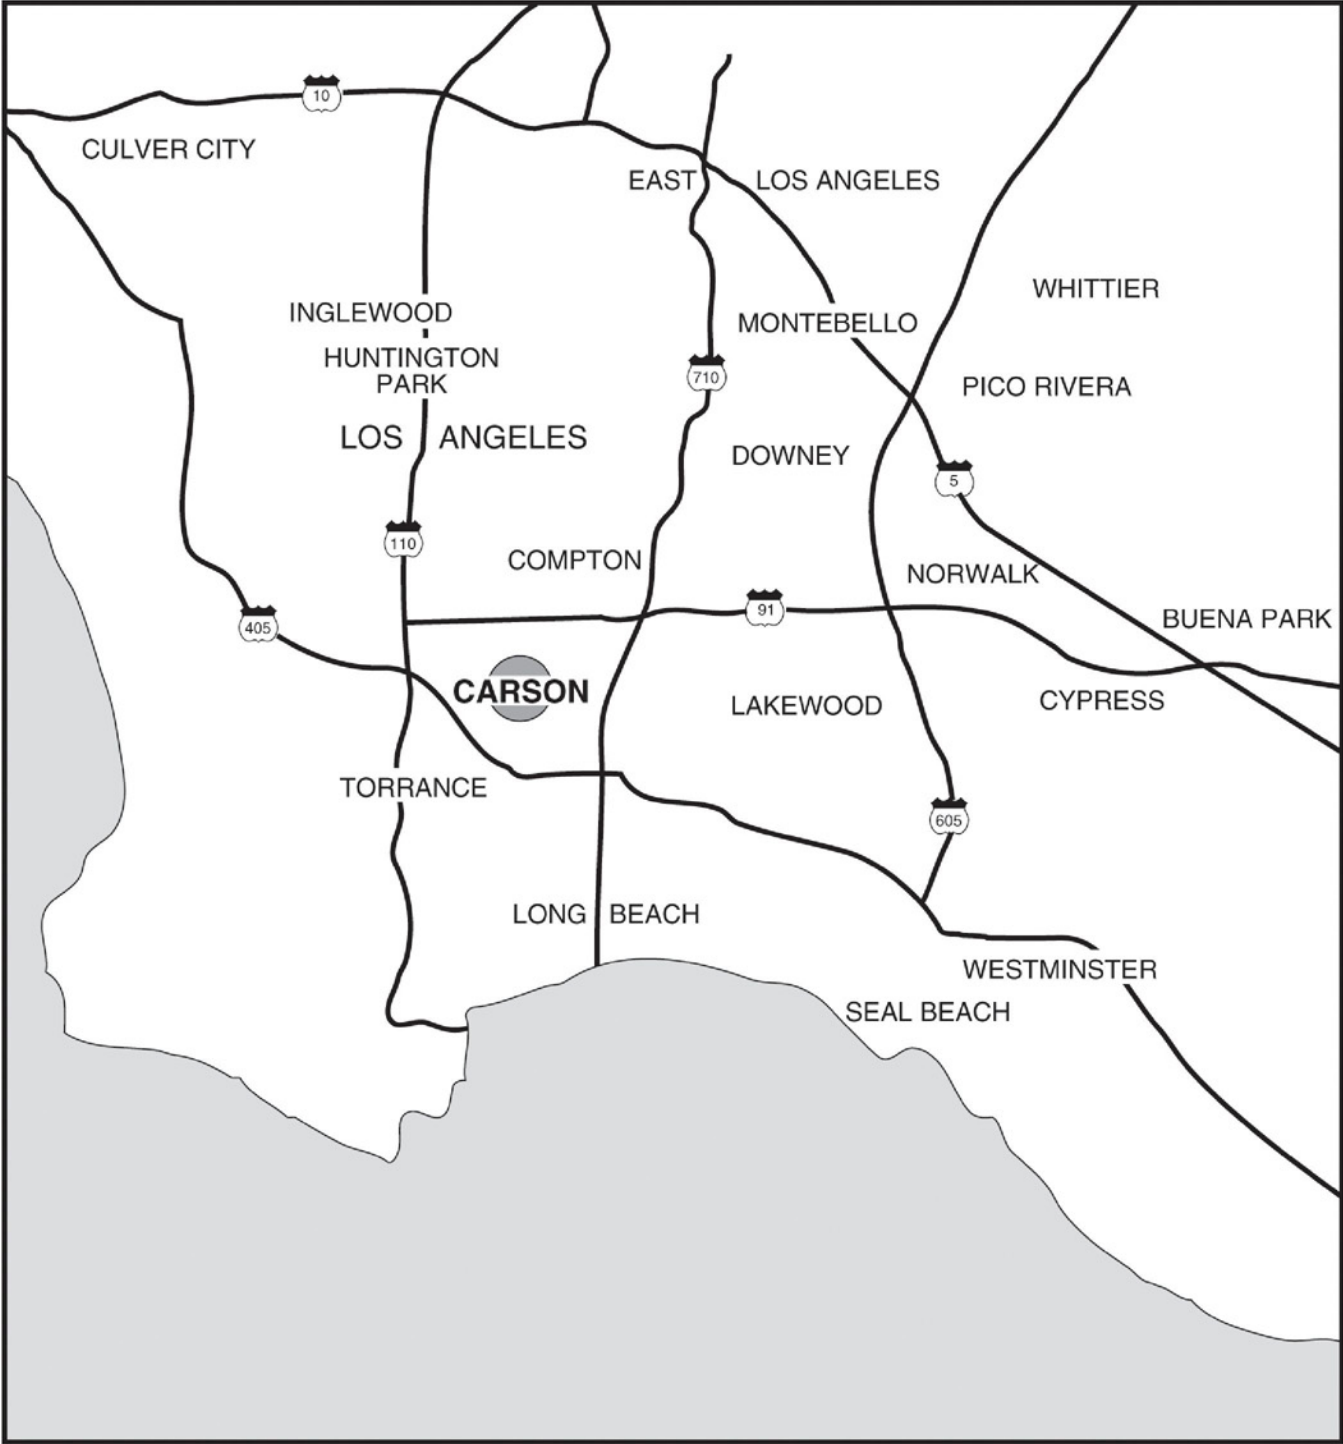 10
CULVER CITY
EAST LOS ANGELES
WHITTIER
INGLEWOOD
MONTEBELLO
HUNTINGTON
PARK
710
PICO RIVERA
LOS ANGELES
DOWNEY
5
110
COMPTON
NORWALK
91
BUENA PARK
405
CARSON
LAKEWOOD
CYPRESS
TORRANCE
605
LONG BEACH
WESTMINSTER
SEAL BEACH